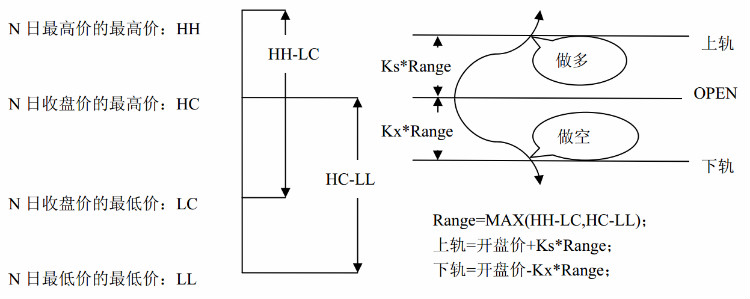 N 日最高价的最高价：HH
N 日收盘价的最高价：HC
N 日收盘价的最低价：LC
N 日最低价的最低价：LL
HH-LC
HC-LL
Ks*Range
Kx*Range
做多
做空
上轨
OPEN
下轨
Range=MAX(HH-LC,HC-LL)；
上轨=开盘价+Ks*Range；
下轨=开盘价-Kx*Range；